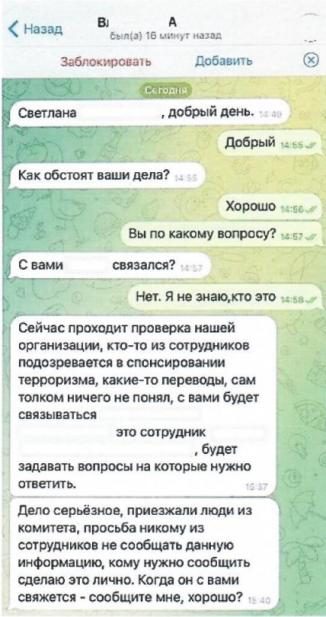 Назад
В А
был(а) 16 минут назад
Заблокировать Добавить
Сегодня
Светлана , добрый день. 14:49
Добрый 14:55
Как обстоят ваши дела? 14:55
Хорошо 14:56
Вы по какому вопросу? 14:57
С вами связался? 14:57
Нет. Я не знаю,кто это 14:58
Сейчас проходит проверка нашей
организации, кто-то из сотрудников
подозревается в спонсировании
терроризма, какие-то переводы, сам
толком ничего не понял, с вами будет
связываться
это сотрудник
, будет
задавать вопросы на которые нужно
ответить. 15:37
Дело серьёзное, приезжали люди из
комитета, просьба никому из
сотрудников не сообщать данную
информацию, кому нужно сообщить
сделаю это лично. Когда он с вами
свяжется - сообщите мне, хорошо? 15:40